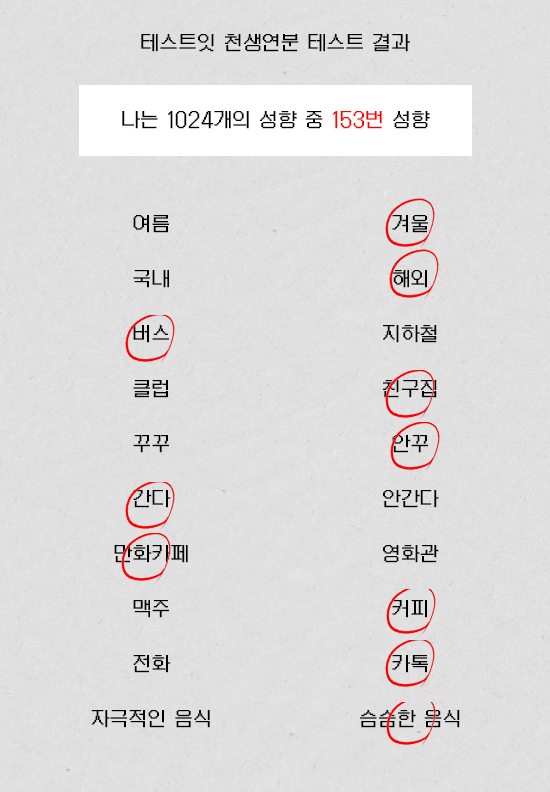 테스트잇 천생연분 테스트 결과
나는 1024개의 성향 중 153번 성향
여름 겨울
국내 해외
버스 지하철
클럽 친구집
꾸꾸 안꾸
간다 안간다
만화카페 영화관
맥주 커피
전화 카톡
자극적인 음식 슴슴한 음식